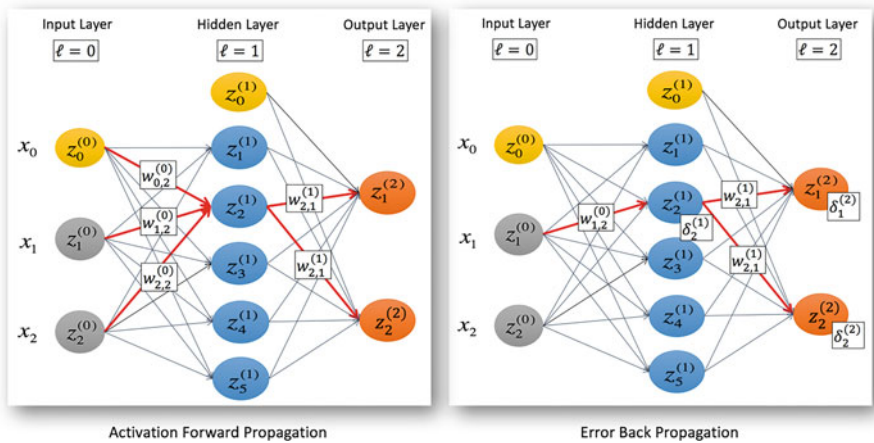 Input Layer Hidden Layer Output Layer
ℓ = 0 ℓ = 1 ℓ = 2
z_0^{(1)}
x_0 z_0^{(0)} z_1^{(1)}
w_{0,2}^{(0)}
z_2^{(1)} w_{2,1}^{(1)} z_1^{(2)}
w_{1,2}^{(0)}
x_1 z_1^{(0)} z_3^{(1)}
w_{2,2}^{(0)} w_{2,1}^{(1)}
x_2 z_2^{(0)} z_4^{(1)} z_2^{(2)}
z_5^{(1)}
Activation Forward Propagation
Input Layer Hidden Layer Output Layer
ℓ = 0 ℓ = 1 ℓ = 2
z_0^{(1)}
x_0 z_0^{(0)} z_1^{(1)}
z_2^{(1)} w_{2,1}^{(1)} z_1^{(2)}
δ_1^{(2)}
w_{1,2}^{(0)} δ_2^{(1)}
x_1 z_1^{(0)} z_3^{(1)} w_{2,1}^{(1)}
x_2 z_2^{(0)} z_4^{(1)} z_2^{(2)}
δ_2^{(2)}
z_5^{(1)}
Error Back Propagation